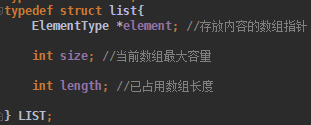 typedef struct list{
ElementType *element; //存放内容的数组指针
int size; //当前数组最大容量
int length; //已占用数组长度
} LIST;